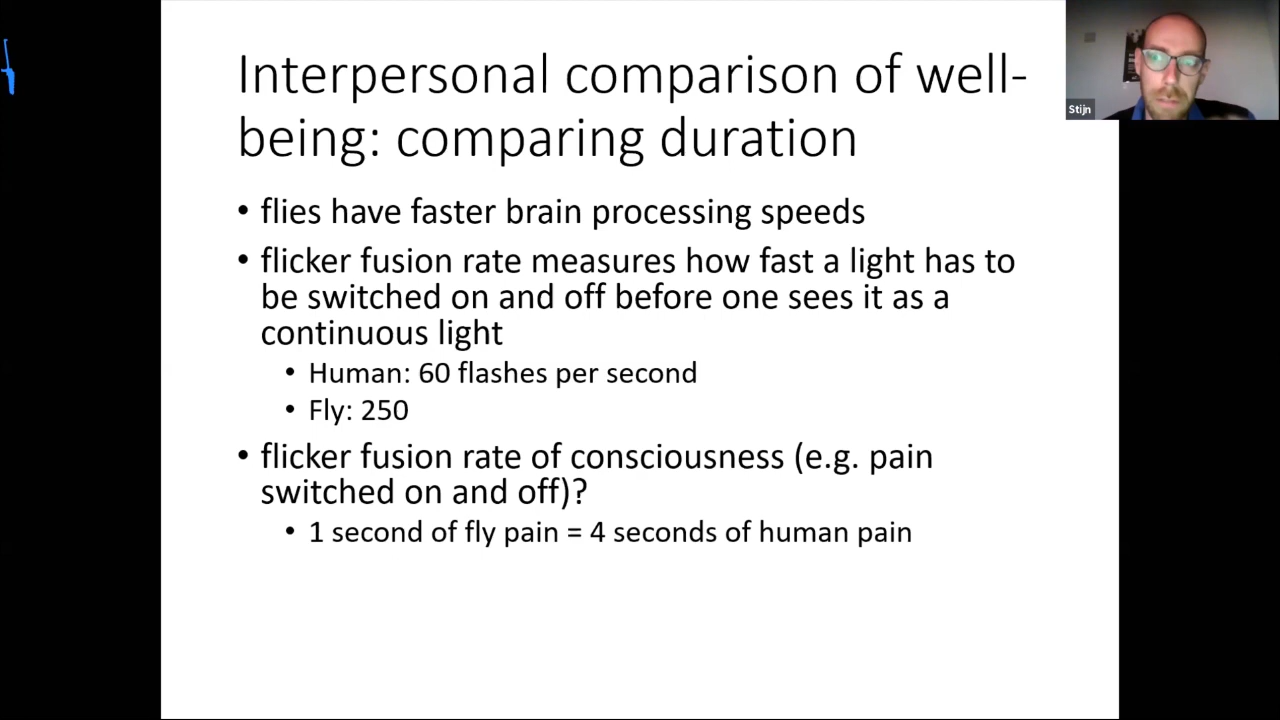 Interpersonal comparison of well-
being: comparing duration
• flies have faster brain processing speeds
• flicker fusion rate measures how fast a light has to
be switched on and off before one sees it as a
continuous light
• Human: 60 flashes per second
• Fly: 250
• flicker fusion rate of consciousness (e.g. pain
switched on and off)?
• 1 second of fly pain = 4 seconds of human pain
Stijn